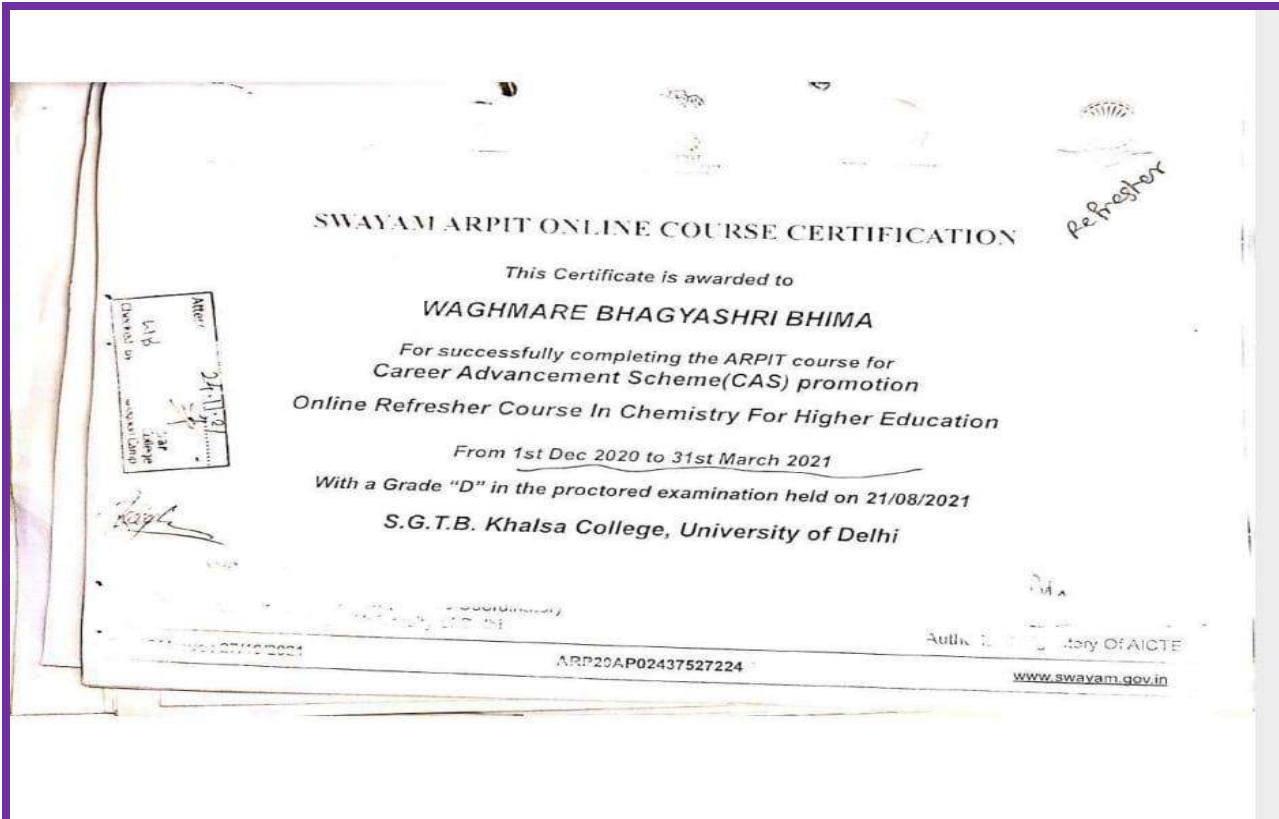 Refresher
SWAYAM ARPIT ONLINE COURSE CERTIFICATION
This Certificate is awarded to
WAGHMARE BHAGYASHRI BHIMA
For successfully completing the ARPIT course for
Career Advancement Scheme(CAS) promotion
Online Refresher Course In Chemistry For Higher Education
From 1st Dec 2020 to 31st March 2021
With a Grade "D" in the proctored examination held on 21/08/2021
S.G.T.B. Khalsa College, University of Delhi
Of AICTE
ARP20AP02437527224
www.swayam.gov.in